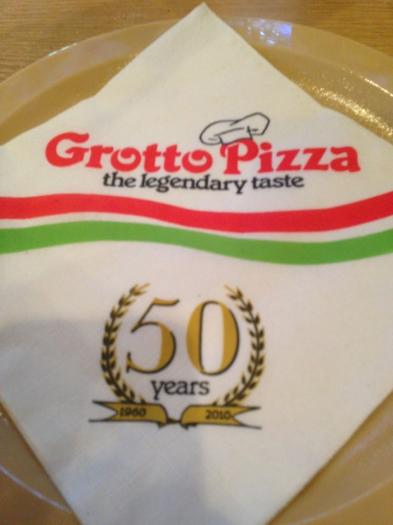 Grotto Pizza
the legendary taste
50
years
1960 2010